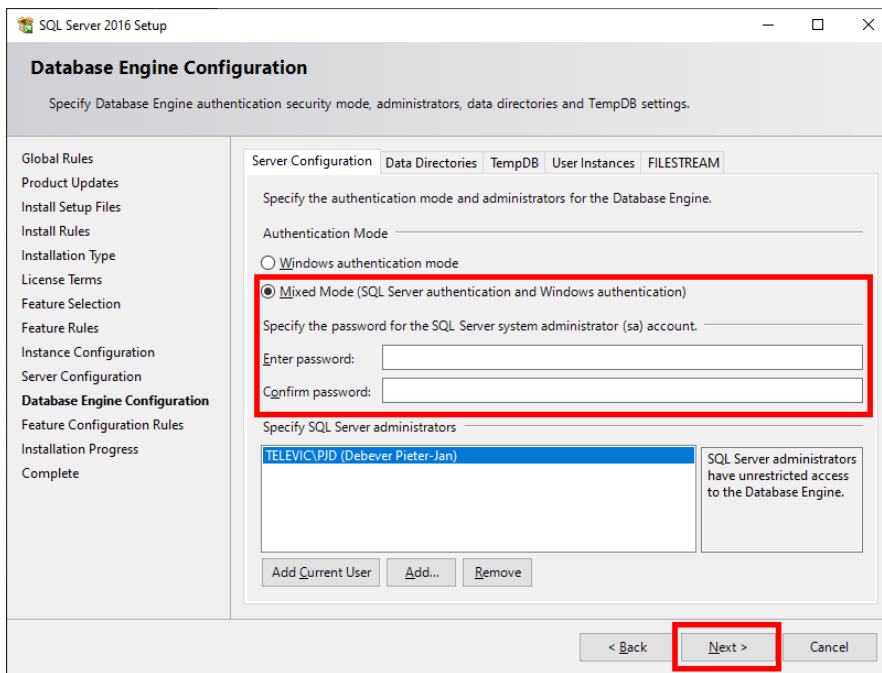 SQL Server 2016 Setup
Database Engine Configuration
Specify Database Engine authentication security mode, administrators, data directories and TempDB settings.
Global Rules
Product Updates
Install Setup Files
Install Rules
Installation Type
License Terms
Feature Selection
Feature Rules
Instance Configuration
Server Configuration
Database Engine Configuration
Feature Configuration Rules
Installation Progress
Complete
Server Configuration Data Directories TempDB User Instances FILESTREAM
Specify the authentication mode and administrators for the Database Engine.
Authentication Mode
Windows authentication mode
Mixed Mode (SQL Server authentication and Windows authentication)
Specify the password for the SQL Server system administrator (sa) account.
Enter password:
Confirm password:
Specify SQL Server administrators
TELEVIC\PJD (Debever Pieter-Jan)
SQL Server administrators
have unrestricted access
to the Database Engine.
Add Current User Add... Remove
< Back Next > Cancel